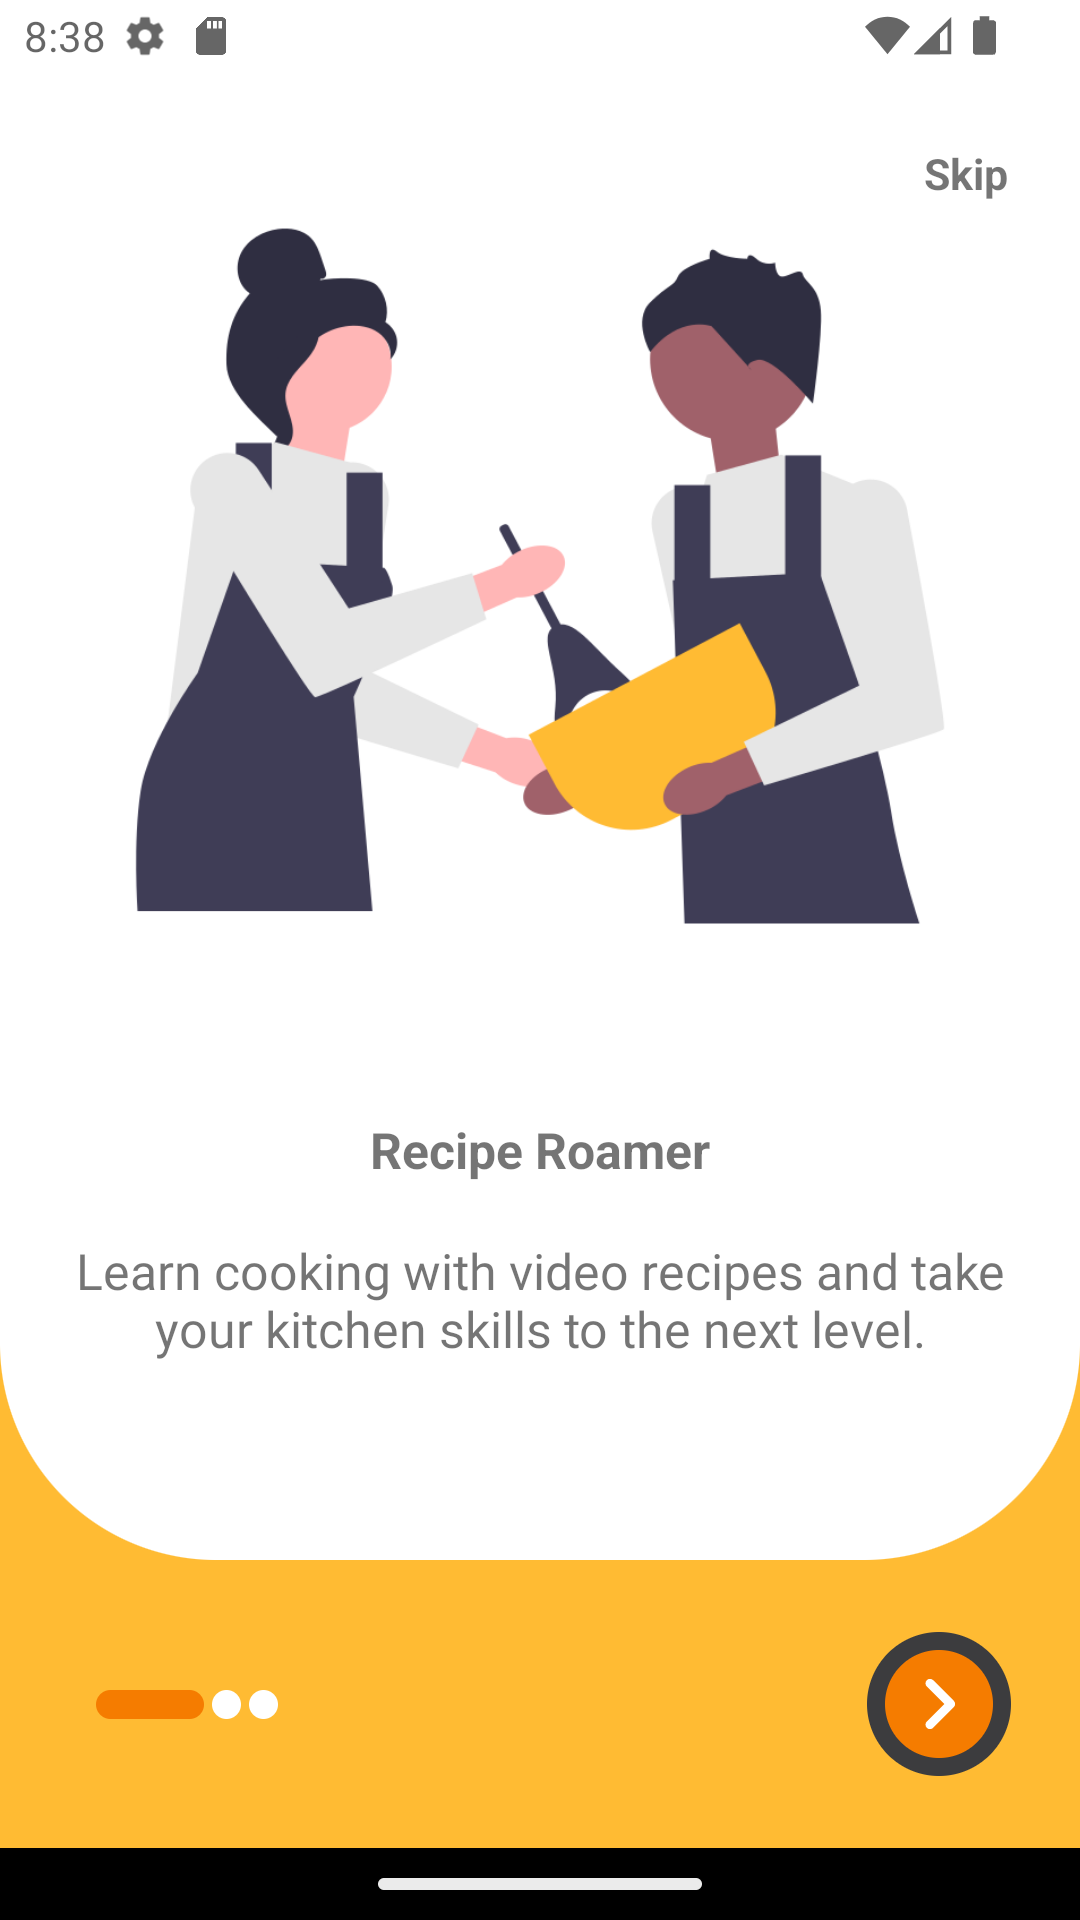 8:38
Skip
Recipe Roamer
Learn cooking with video recipes and take
your kitchen skills to the next level.